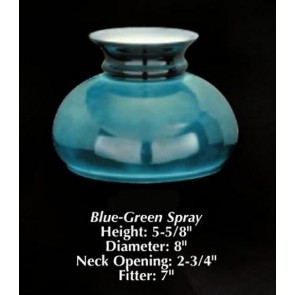 Blue-Green Spray
Height: 5-5/8"
Diameter: 8"
Neck Opening: 2-3/4"
Fitter: 7"